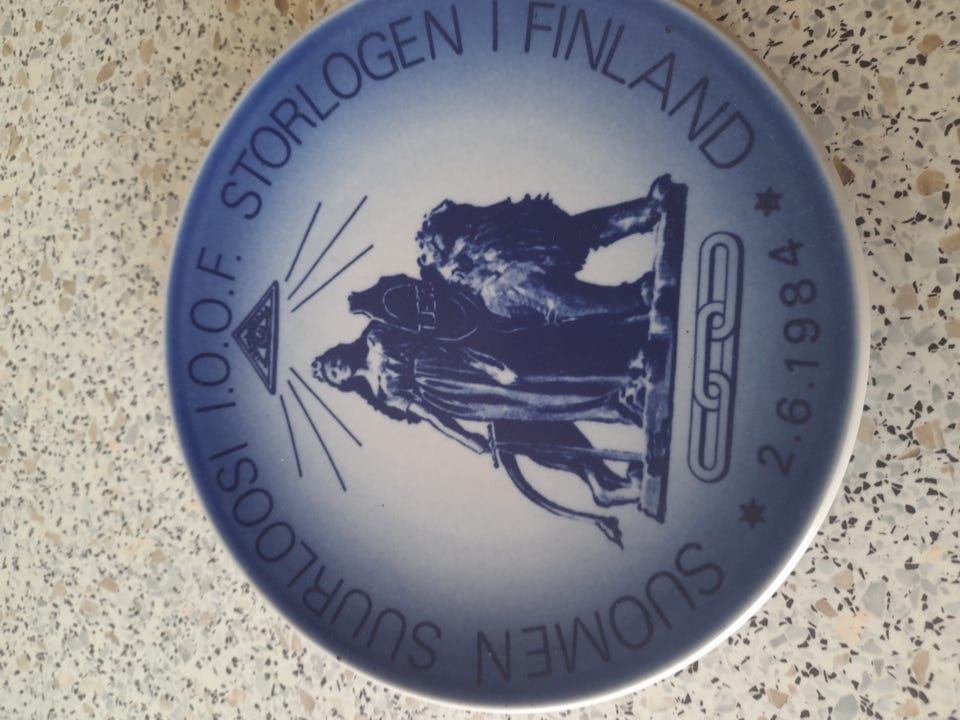 SUOMEN SUURLOOSI I.O.O.F. STORLOGEN I FINLAND
2.6.1984